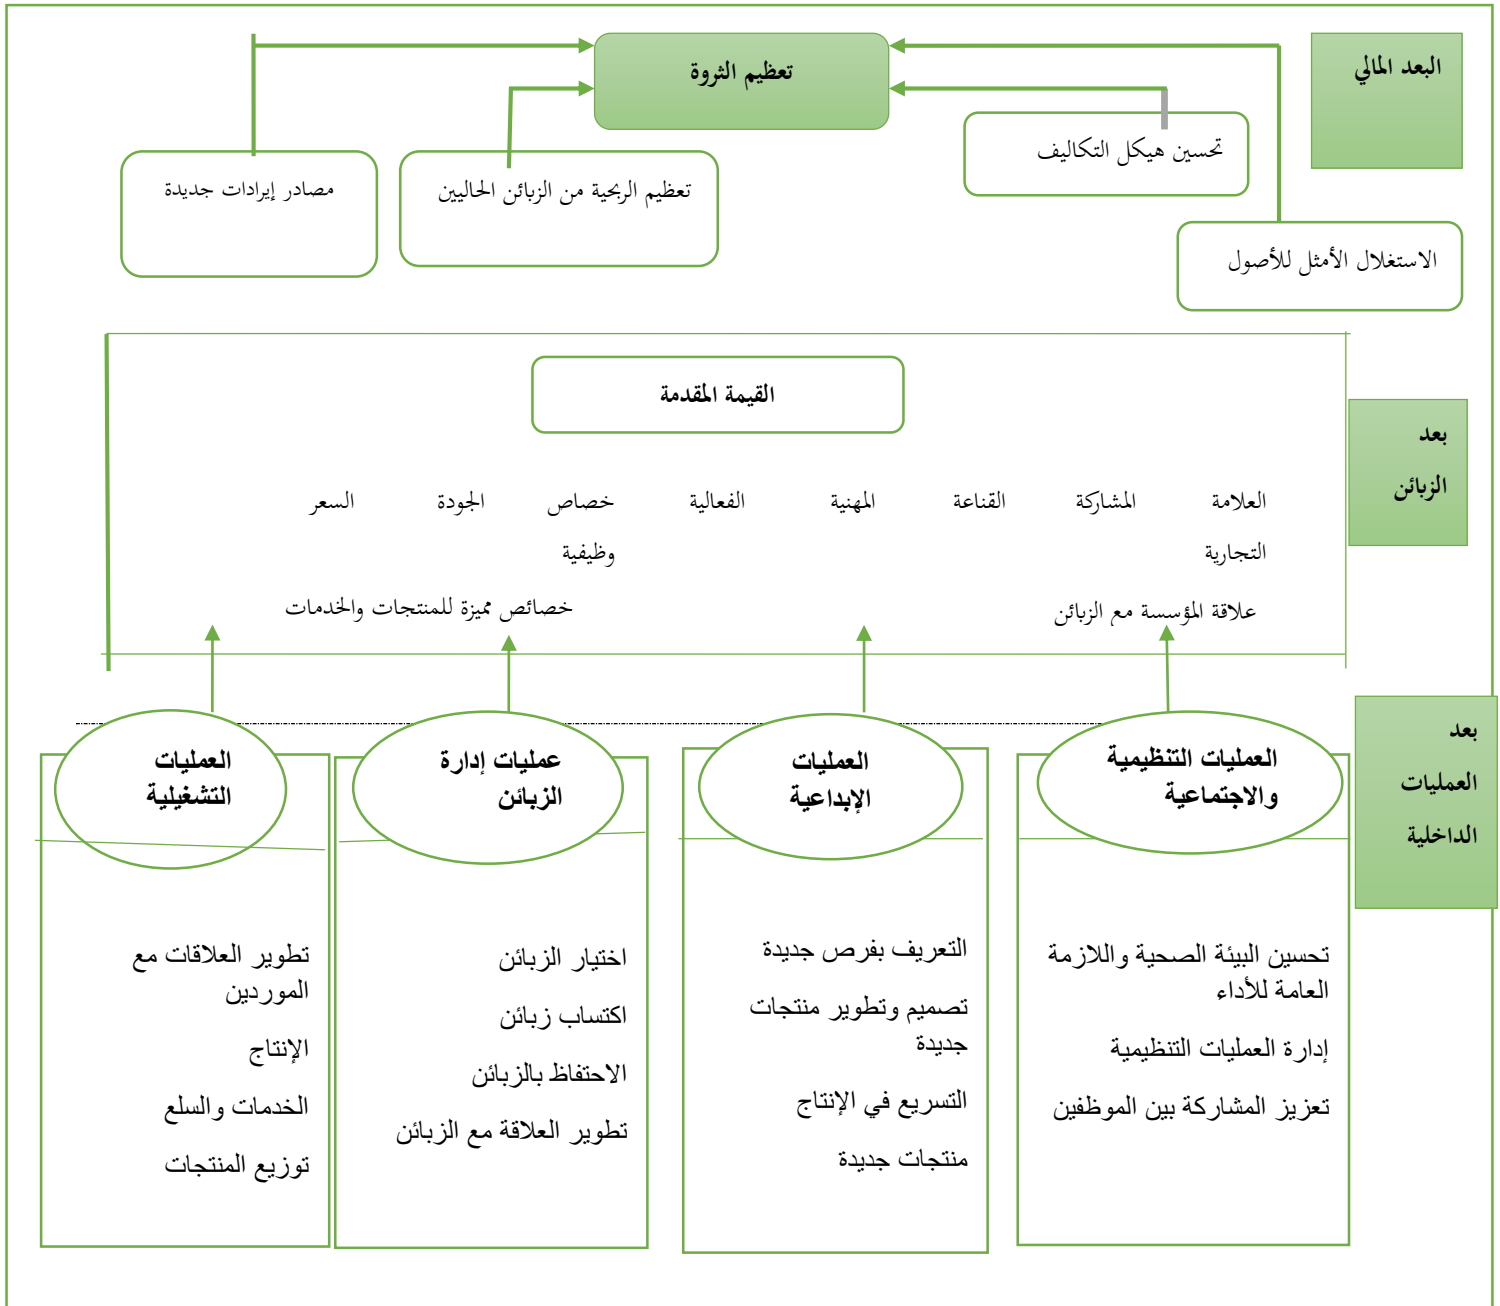 تعظيم الثروة
البعد المالي
تحسين هيكل التكاليف
تعظيم الربحية من الزبائن الحاليين
مصادر إيرادات جديدة
الاستغلال الأمثل للأصول
القيمة المقدمة
بعد
الزبائن
العلامة المشاركة القناعة المهنية الفعالية خصاص الجودة السعر
التجارية وظيفية
علاقة المؤسسة مع الزبائن خصائص مميزة للمنتجات والخدمات
بعد
العمليات
الداخلية
العمليات التنظيمية
والاجتماعية
تحسين البيئة الصحية واللازمة
العامة للأداء
إدارة العمليات التنظيمية
تعزيز المشاركة بين الموظفين
العمليات
الإبداعية
التعريف بفرص جديدة
تصميم وتطوير منتجات
جديدة
التسريع في الإنتاج
منتجات جديدة
عمليات إدارة
الزبائن
اختيار الزبائن
اكتساب زبائن
الاحتفاظ بالزبائن
تطوير العلاقة مع الزبائن
العمليات
التشغيلية
تطوير العلاقات مع
الموردين
الإنتاج
الخدمات والسلع
توزيع المنتجات